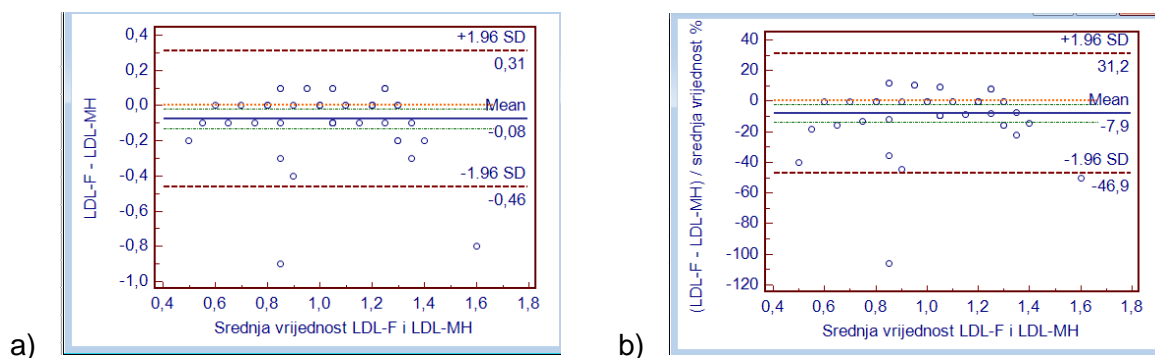 0,4
0,2
0,0
-0,2
-0,4
-0,6
-0,8
-1,0
LDL-F - LDL-MH
+1.96 SD
0,31
Mean
-0,08
-1.96 SD
-0,46
0,4 0,6 0,8 1,0 1,2 1,4 1,6 1,8
Srednja vrijednost LDL-F i LDL-MH
a)
40
20
0
-20
-40
-60
-80
-100
-120
(LDL-F - LDL-MH) / srednja vrijednost %
+1.96 SD
31,2
Mean
-7,9
-1.96 SD
-46,9
0,4 0,6 0,8 1,0 1,2 1,4 1,6 1,8
Srednja vrijednost LDL-F i LDL-MH
b)